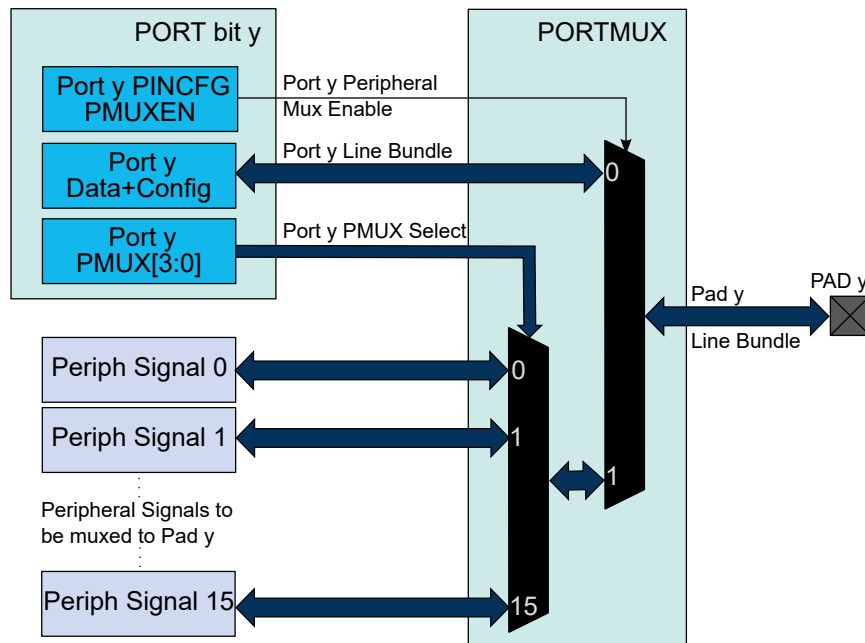 PORT bit y
PORTMUX
Port y PINCFG
PMUXEN
Port y Peripheral
Mux Enable
Port y
Data+Config
Port y Line Bundle
0
Port y
PMUX[3:0]
Port y PMUX Select
Pad y
Line Bundle
PAD y
Periph Signal 0
0
Periph Signal 1
1
1
Peripheral Signals to
be muxed to Pad y
Periph Signal 15
15